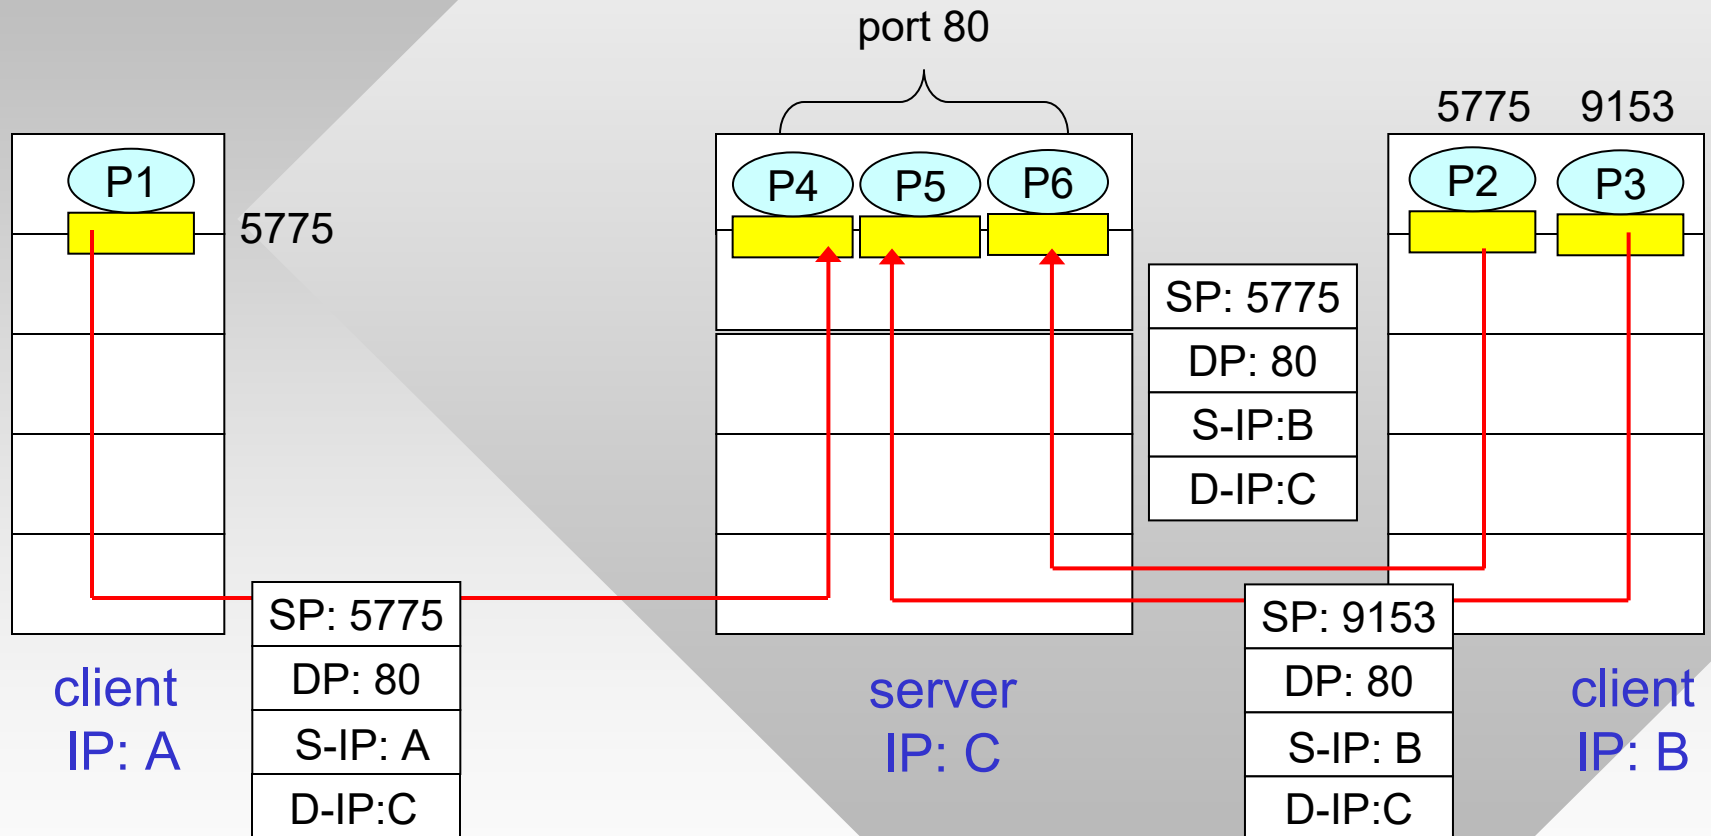 port 80
5775 9153
P1
5775
P4 P5 P6
P2 P3
SP: 5775
DP: 80
S-IP:B
D-IP:C
SP: 5775
DP: 80
S-IP: A
D-IP:C
SP: 9153
DP: 80
S-IP: B
D-IP:C
client
IP: A
server
IP: C
client
IP: B